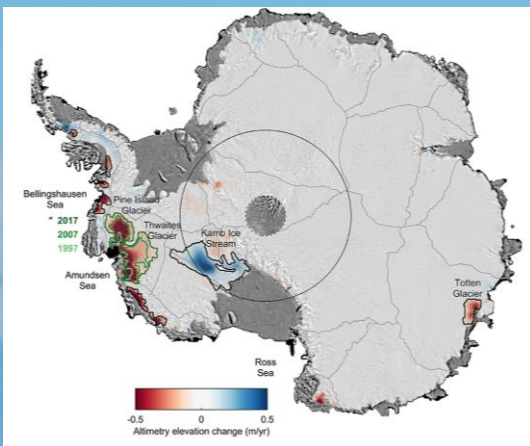 Bellingshausen
Sea
Pine Island
Glacier
2017
2007
1997
Thwaites
Glacier
Kamb Ice
Stream
Amundsen
Sea
Totten
Glacier
Ross
Sea
-0.5
0
0.5
Altimetry elevation change (m/yr)